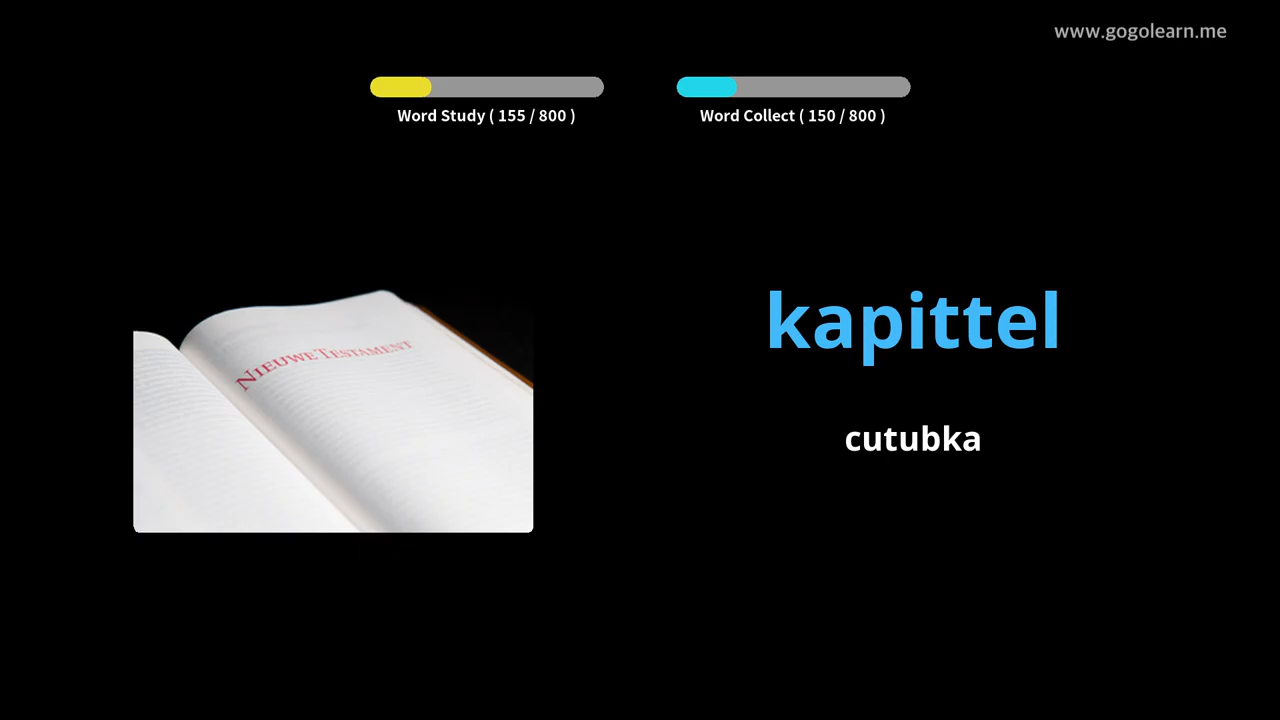 www.gogolearn.me
Word Study ( 155 / 800 )
Word Collect ( 150 / 800 )
NIEUWE TESTAMENT
kapittel
cutubka